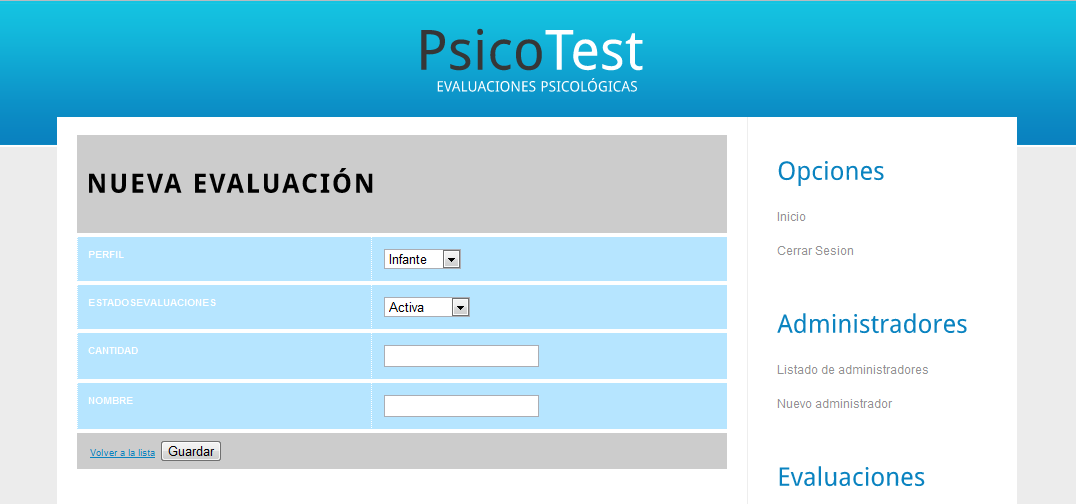 PsicoTest
EVALUACIONES PSICOLÓGICAS
NUEVA EVALUACIÓN
PERFIL
Infante
ESTADOSEVALUACIONES
Activa
CANTIDAD
NOMBRE
Volver a la lista
Guardar
Opciones
Inicio
Cerrar Sesion
Administradores
Listado de administradores
Nuevo administrador
Evaluaciones